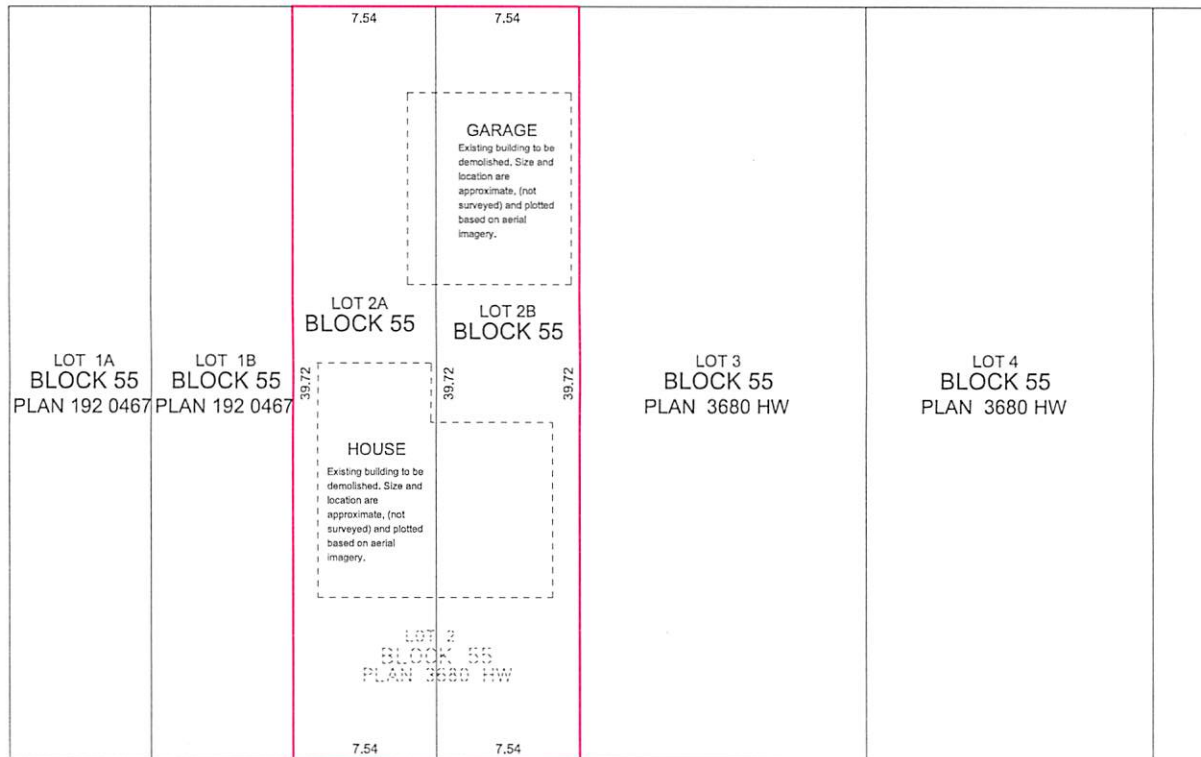 7.54
7.54
GARAGE
Existing building to be
demolished. Size and
location are
approximate, (not
surveyed) and plotted
based on aerial
imagery.
LOT 2A
BLOCK 55
LOT 2B
BLOCK 55
LOT 1A
BLOCK 55
PLAN 192 0467
LOT 1B
BLOCK 55
PLAN 192 0467
39.72
39.72
39.72
LOT 3
BLOCK 55
PLAN 3680 HW
LOT 4
BLOCK 55
PLAN 3680 HW
HOUSE
Existing building to be
demolished. Size and
location are
approximate, (not
surveyed) and plotted
based on aerial
imagery.
LOT 2
BLOCK 55
PLAN 3680 HW
7.54
7.54